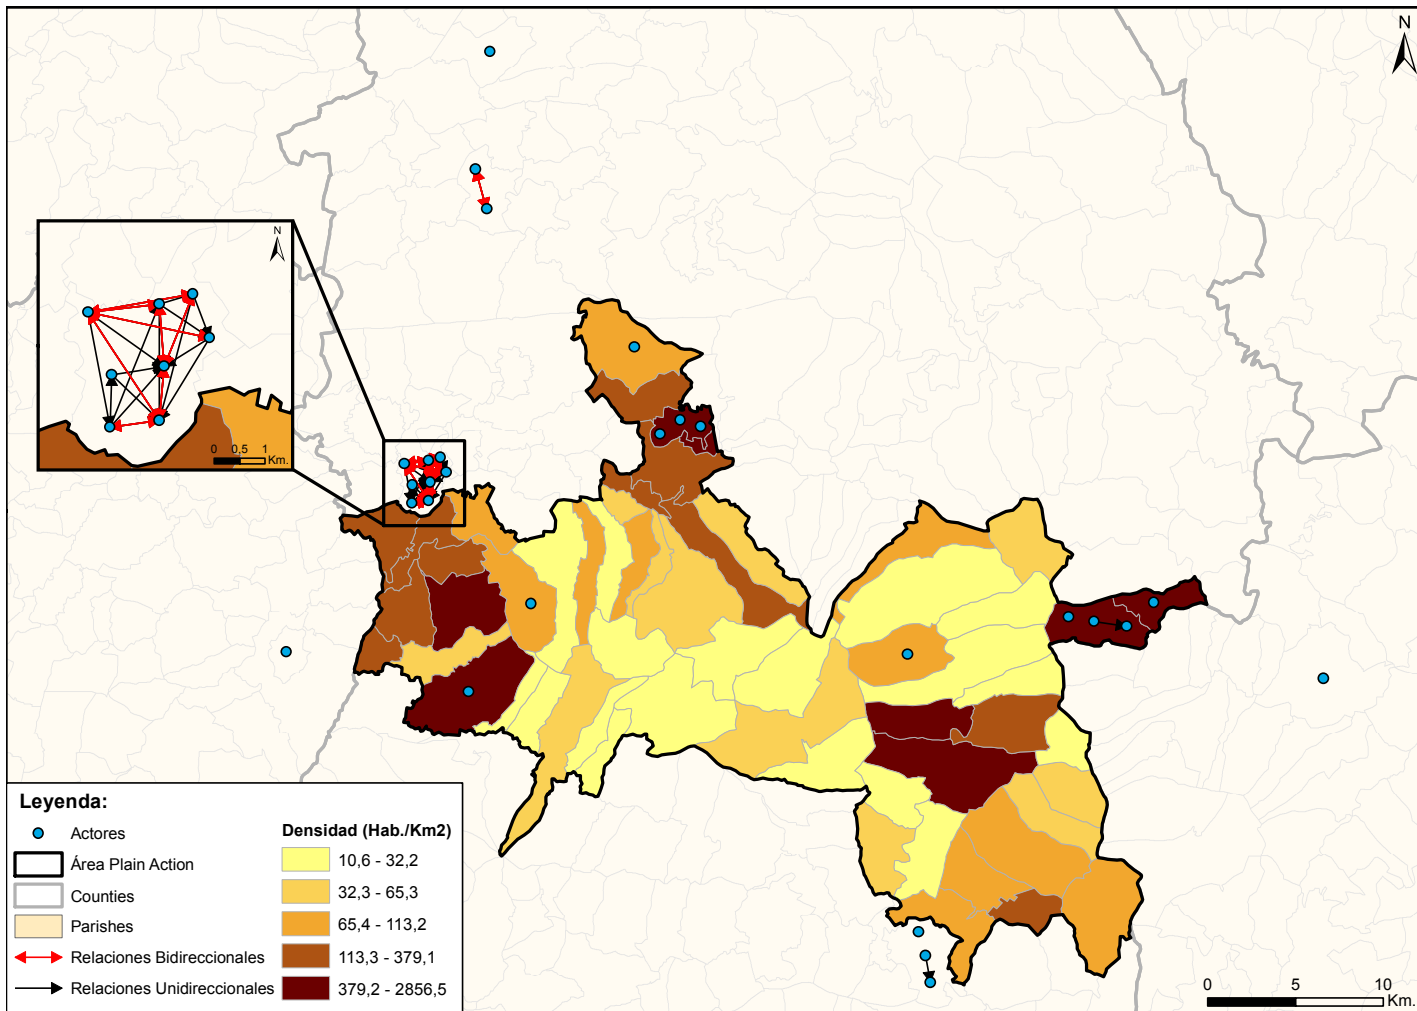 N
N
0 0,5 1
Km.
Leyenda:
Actores
Área Plain Action
Counties
Parishes
Relaciones Bidireccionales
Relaciones Unidireccionales
Densidad (Hab./Km2)
10,6 - 32,2
32,3 - 65,3
65,4 - 113,2
113,3 - 379,1
379,2 - 2856,5
0 5 10
Km.